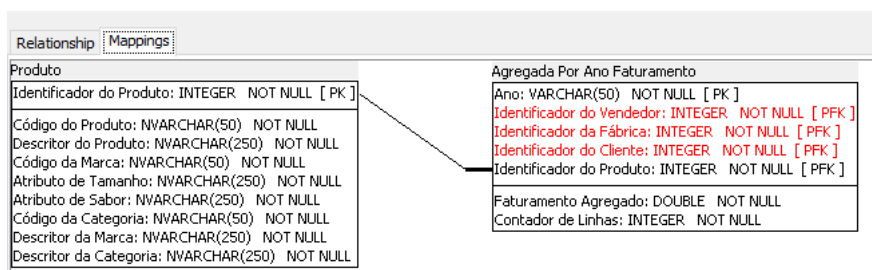 Relationship Mappings
Produto
Identificador do Produto: INTEGER NOT NULL [ PK ]
Código do Produto: NVARCHAR(50) NOT NULL
Descritor do Produto: NVARCHAR(250) NOT NULL
Código da Marca: NVARCHAR(50) NOT NULL
Atributo de Tamanho: NVARCHAR(250) NOT NULL
Atributo de Sabor: NVARCHAR(250) NOT NULL
Código da Categoria: NVARCHAR(50) NOT NULL
Descritor da Marca: NVARCHAR(250) NOT NULL
Descritor da Categoria: NVARCHAR(250) NOT NULL
Agregada Por Ano Faturamento
Ano: VARCHAR(50) NOT NULL [ PK ]
Identificador do Vendedor: INTEGER NOT NULL [ PFK ]
Identificador da Fábrica: INTEGER NOT NULL [ PFK ]
Identificador do Cliente: INTEGER NOT NULL [ PFK ]
Identificador do Produto: INTEGER NOT NULL [ PFK ]
Faturamento Agregado: DOUBLE NOT NULL
Contador de Linhas: INTEGER NOT NULL